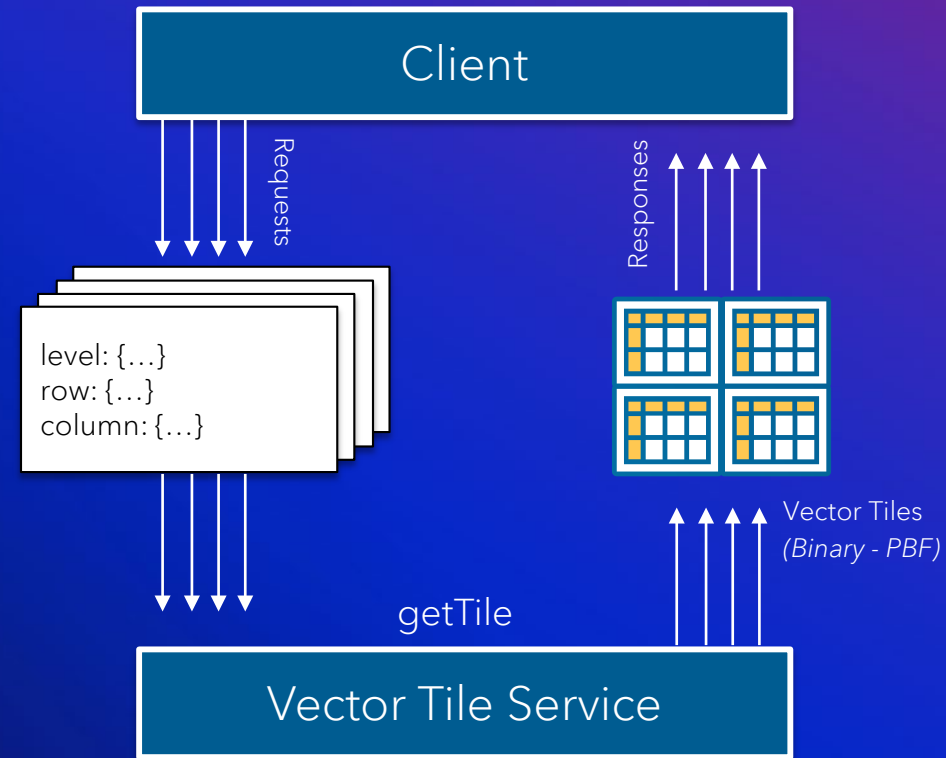 Client
Requests
Responses
level: {...}
row: {...}
column: {...}
Vector Tiles
(Binary - PBF)
getTile
Vector Tile Service